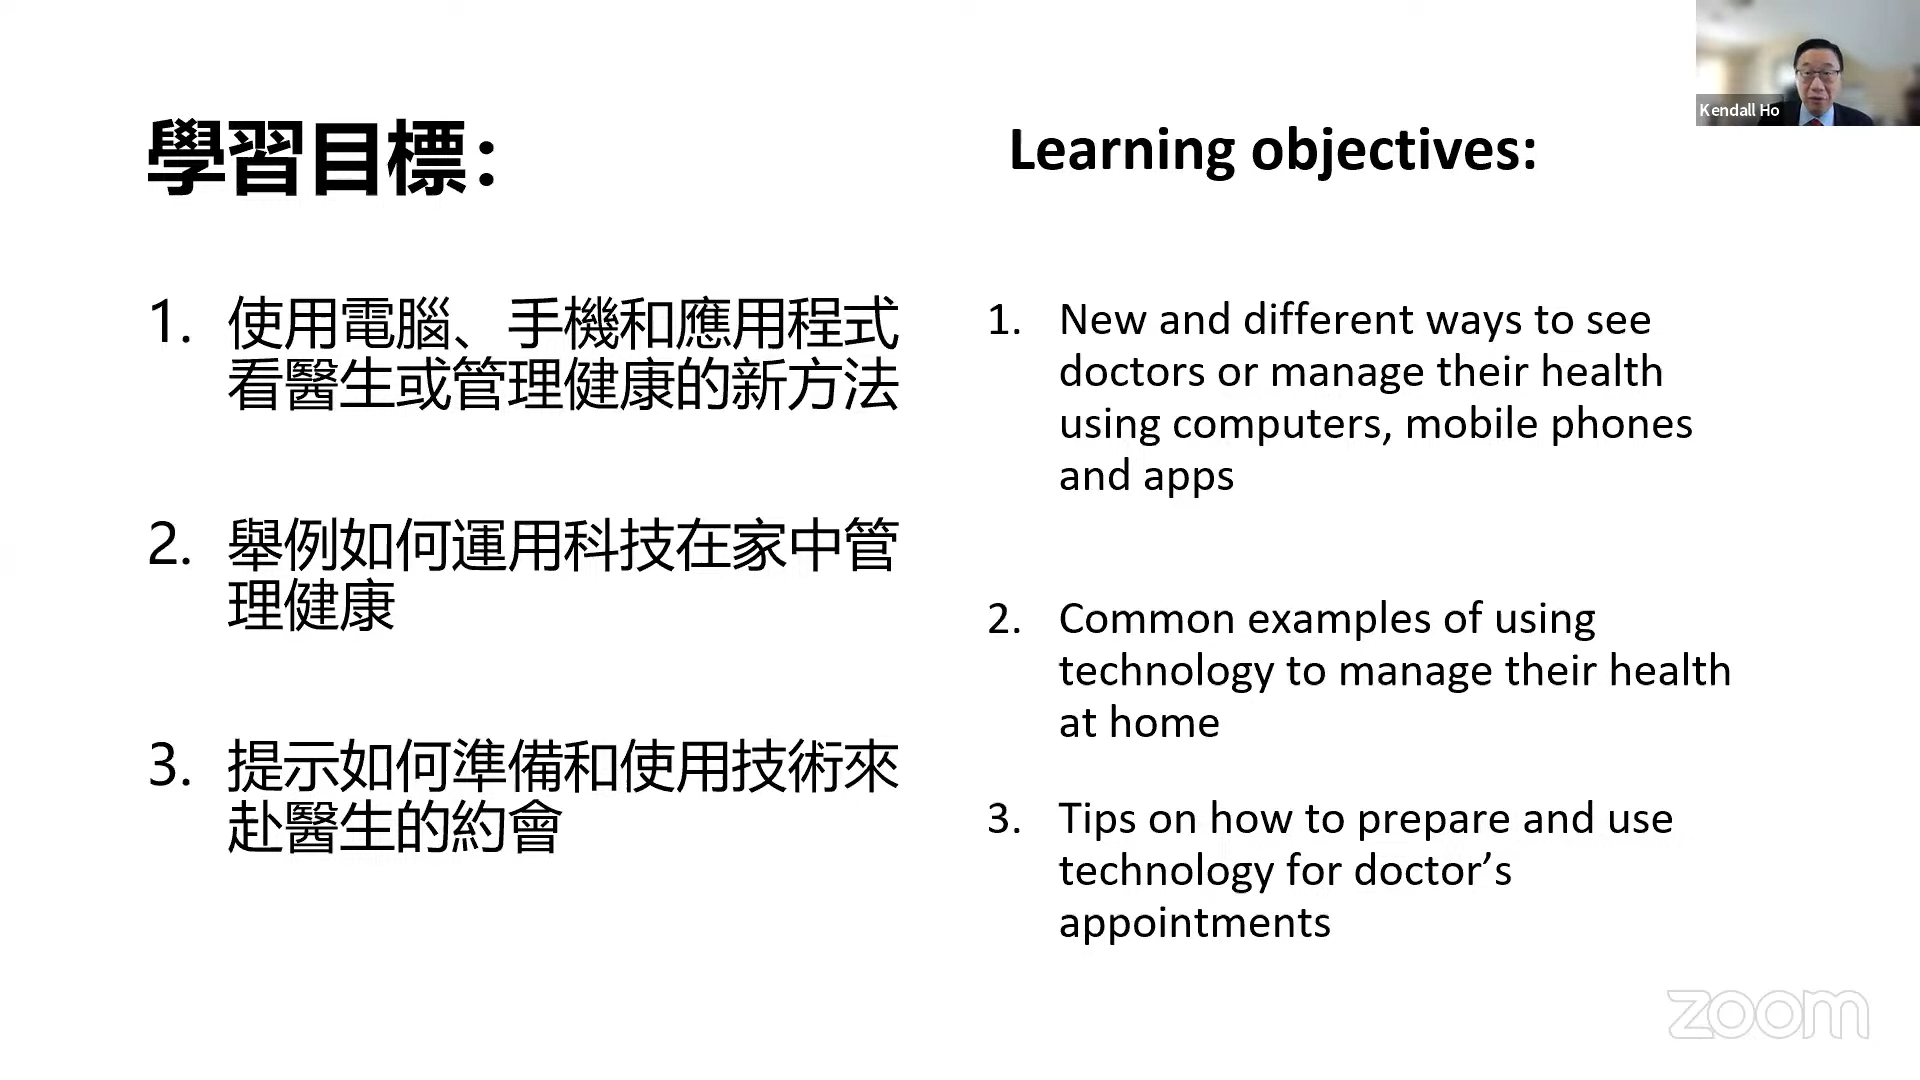 Kendall Ho
學習目標：
1. 使用電腦、手機和應用程式
看醫生或管理健康的新方法
2. 舉例如何運用科技在家中管
理健康
3. 提示如何準備和使用技術來
赴醫生的約會
Learning objectives:
1. New and different ways to see
doctors or manage their health
using computers, mobile phones
and apps
2. Common examples of using
technology to manage their health
at home
3. Tips on how to prepare and use
technology for doctor’s
appointments
zoom